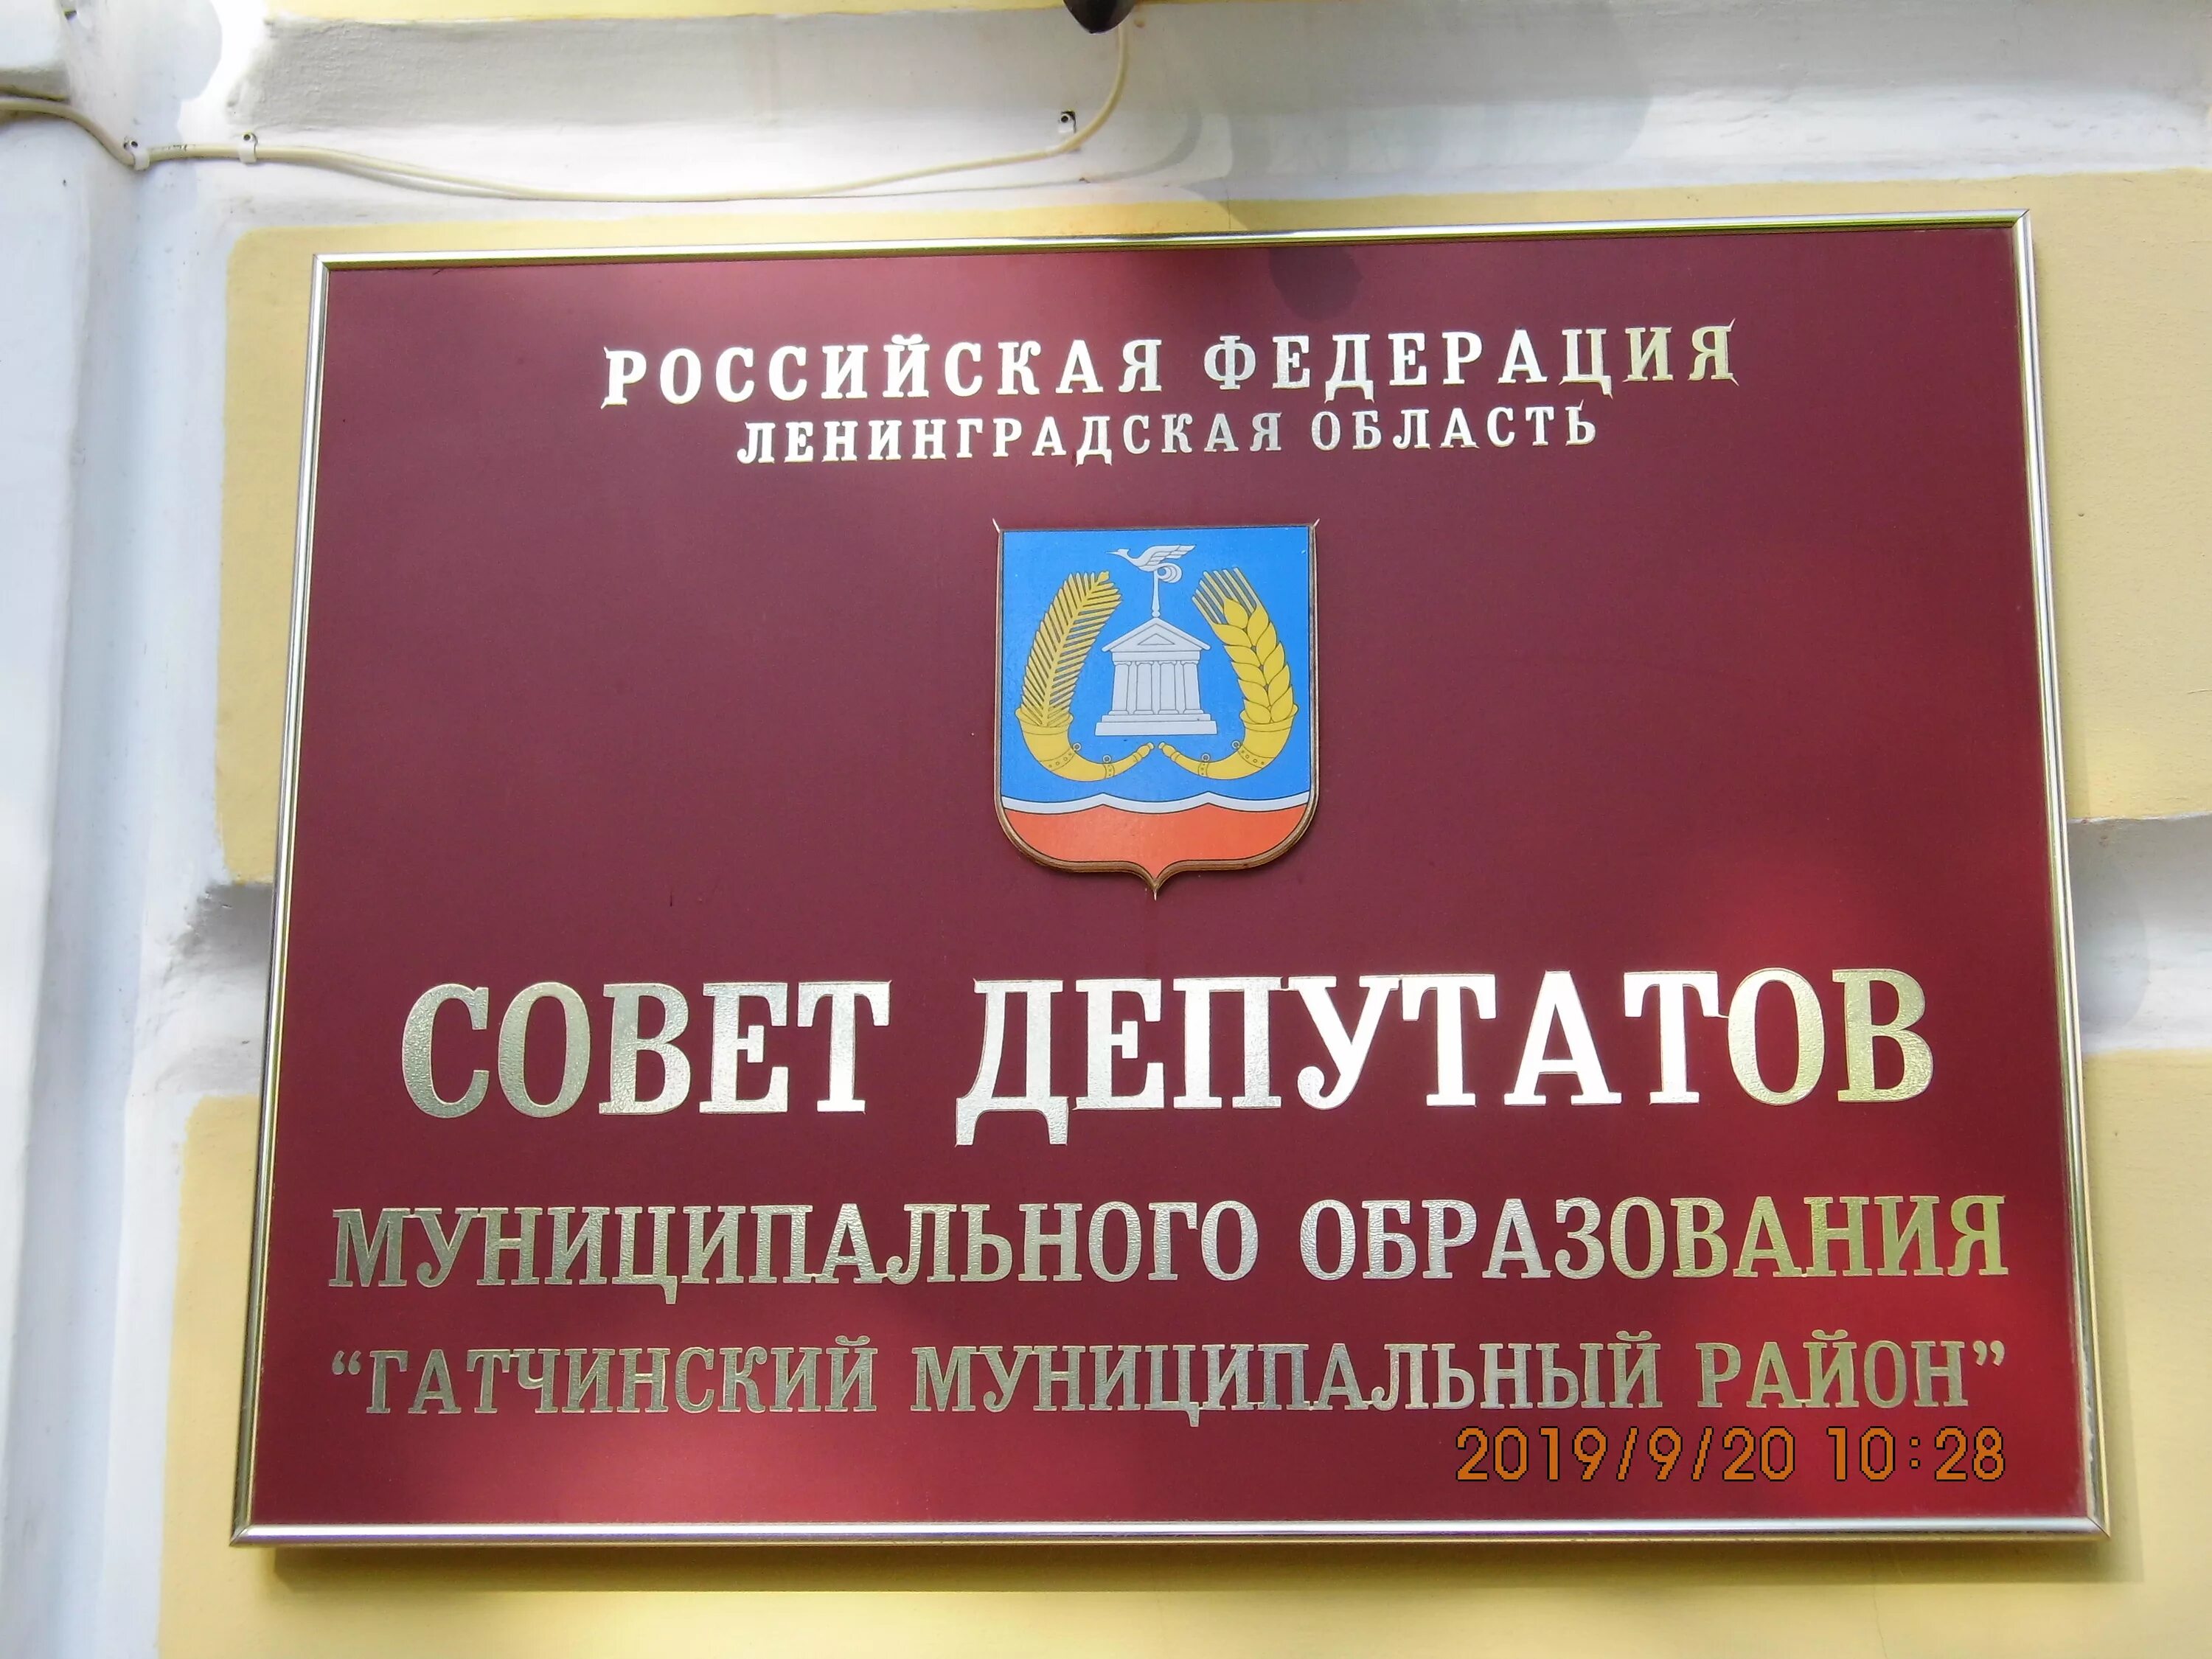 РОССИЙСКАЯ ФЕДЕРАЦИЯ
ЛЕНИНГРАДСКАЯ ОБЛАСТЬ
СОВЕТ ДЕПУТАТОВ
МУНИЦИПАЛЬНОГО ОБРАЗОВАНИЯ
“ГАТЧИНСКИЙ МУНИЦИПАЛЬНЫЙ РАЙОН”
2019/9/20 10:28